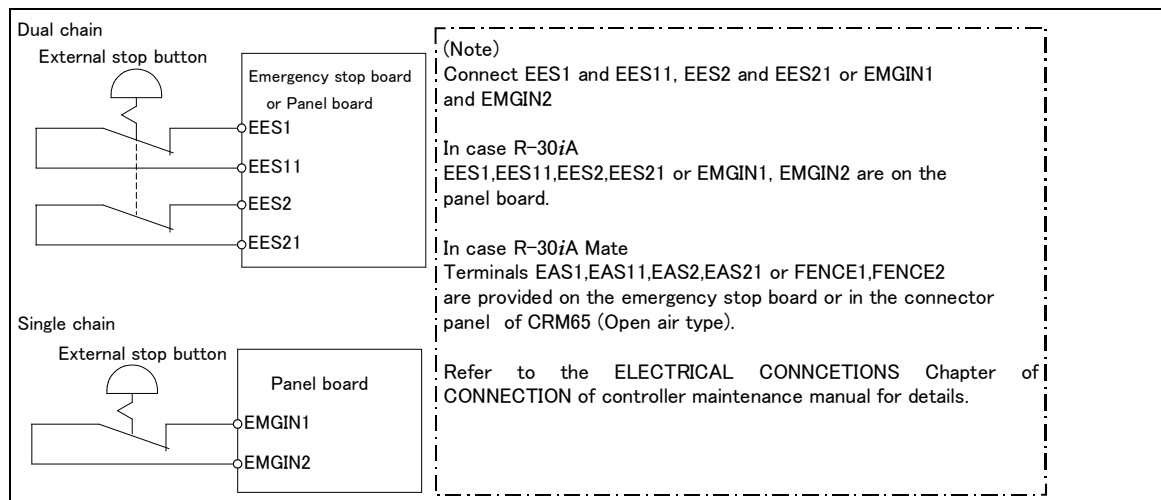 Dual chain
External stop button
Emergency stop board
or Panel board
EES1
EES11
EES2
EES21
Single chain
External stop button
Panel board
EMGIN1
EMGIN2
(Note)
Connect EES1 and EES11, EES2 and EES21 or EMGIN1
and EMGIN2
In case R-30iA
EES1,EES11,EES2,EES21 or EMGIN1, EMGIN2 are on the
panel board.
In case R-30iA Mate
Terminals EAS1,EAS11,EAS2,EAS21 or FENCE1,FENCE2
are provided on the emergency stop board or in the connector
panel of CRM65 (Open air type).
Refer to the ELECTRICAL CONNCETIONS Chapter of
CONNECTION of controller maintenance manual for details.